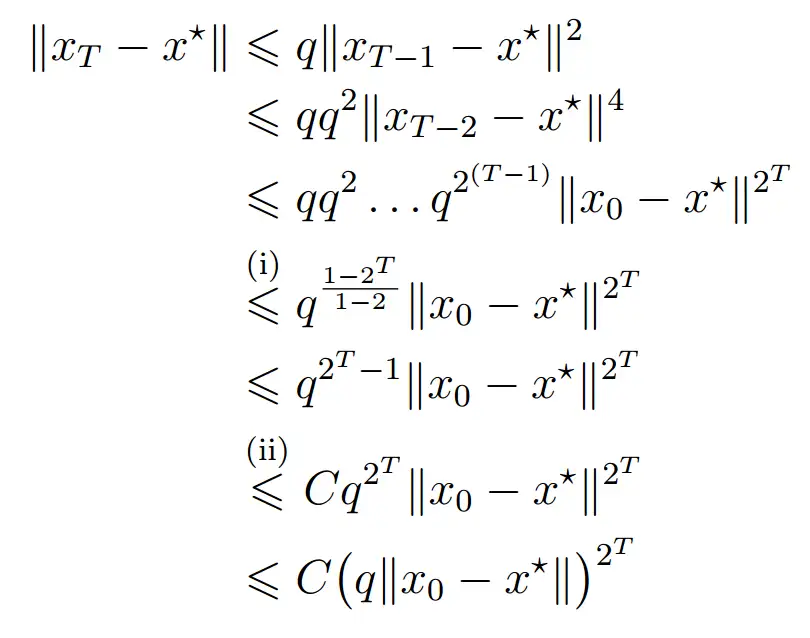 ‖x_T − x^⋆‖ ⩽ q‖x_{T−1} − x^⋆‖^2
⩽ qq^2‖x_{T−2} − x^⋆‖^4
⩽ qq^2 … q^{2^{(T−1)}}‖x_0 − x^⋆‖^{2^T}
(i)
⩽ q^{\frac{1−2^T}{1−2}}‖x_0 − x^⋆‖^{2^T}
⩽ q^{2^T−1}‖x_0 − x^⋆‖^{2^T}
(ii)
⩽ Cq^{2^T}‖x_0 − x^⋆‖^{2^T}
⩽ C(q‖x_0 − x^⋆‖)^{2^T}